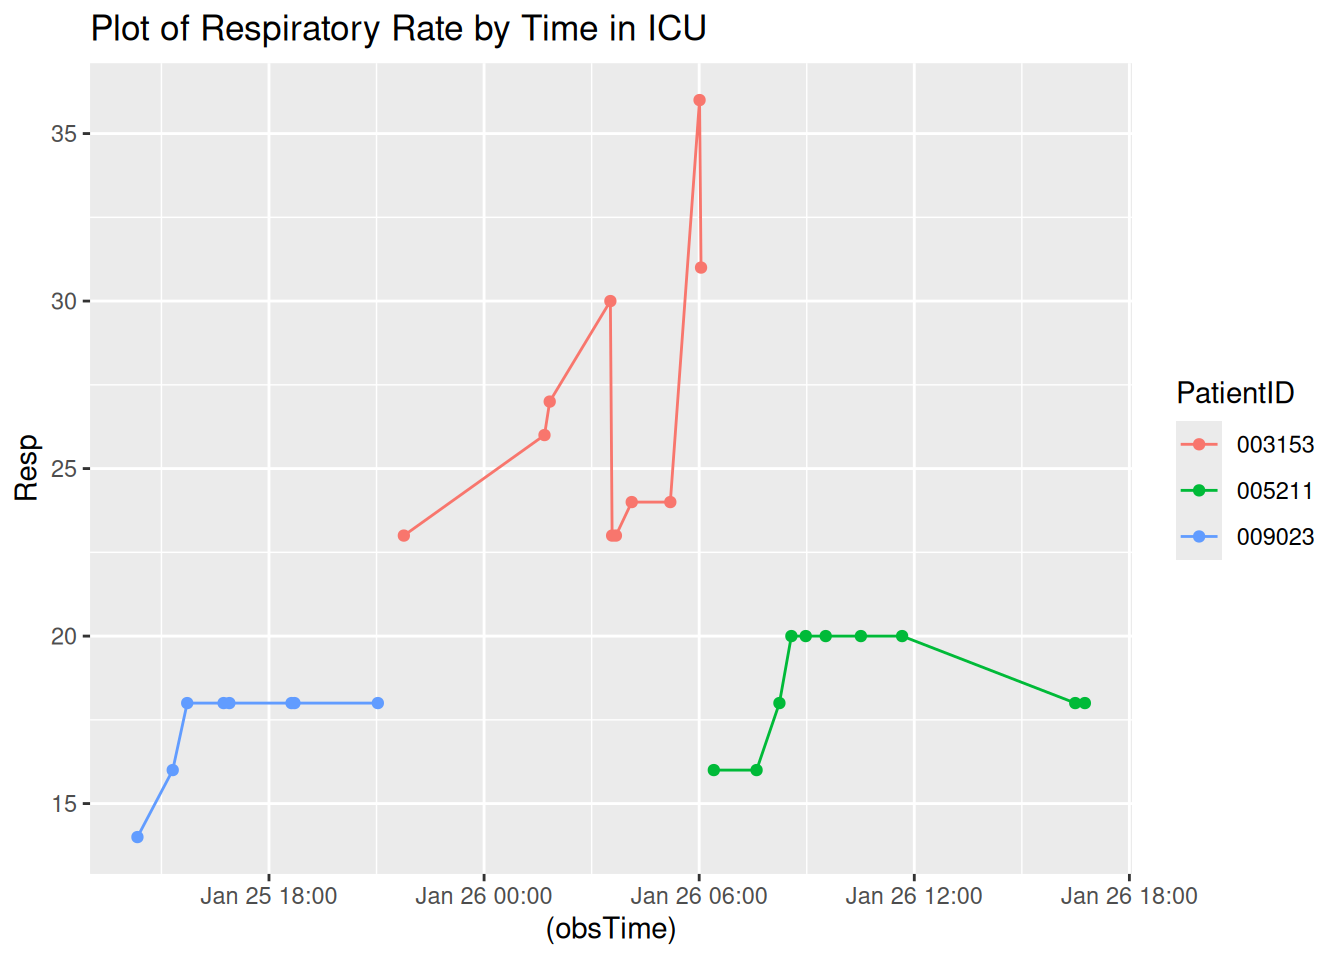 Plot of Respiratory Rate by Time in ICU
35
30
25
20
15
Resp
Jan 25 18:00 Jan 26 00:00 Jan 26 06:00 Jan 26 12:00 Jan 26 18:00
(obsTime)
PatientID
003153
005211
009023